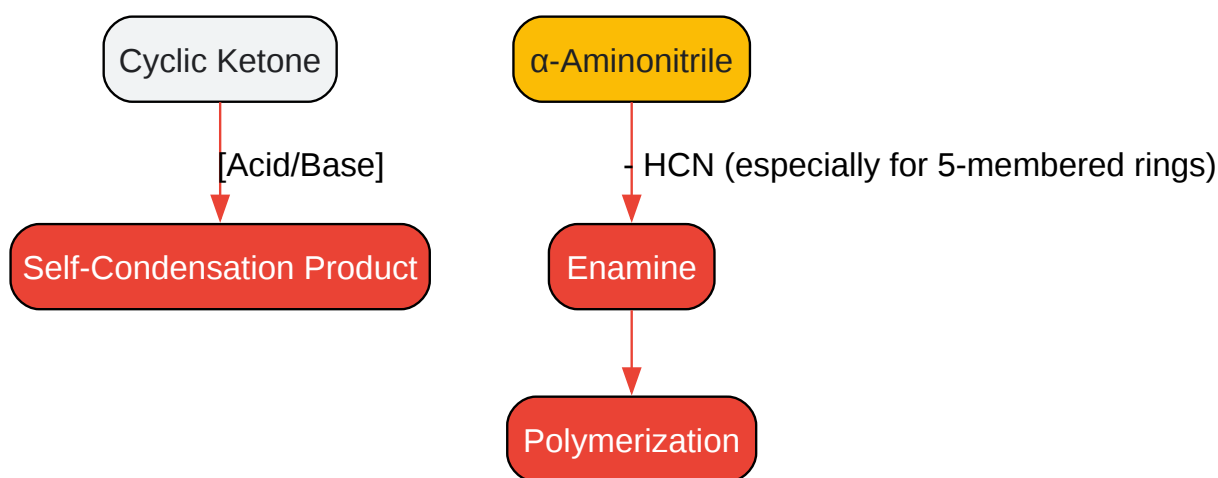 Cyclic Ketone
α-Aminonitrile
[Acid/Base]
- HCN (especially for 5-membered rings)
Self-Condensation Product
Enamine
Polymerization